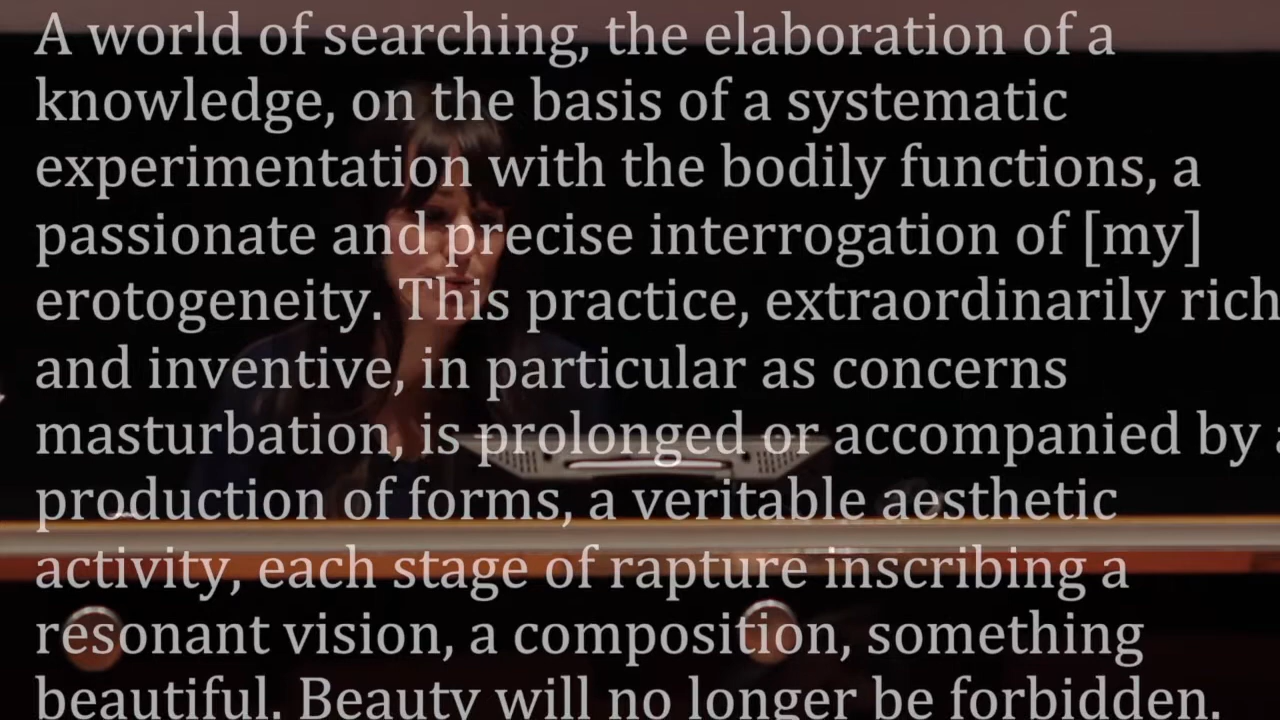 A world of searching, the elaboration of a
knowledge, on the basis of a systematic
experimentation with the bodily functions, a
passionate and precise interrogation of [my]
erotogeneity. This practice, extraordinarily rich
and inventive, in particular as concerns
masturbation, is prolonged or accompanied by
production of forms, a veritable aesthetic
activity, each stage of rapture inscribing a
resonant vision, a composition, something
beautiful. Beauty will no longer be forbidden.